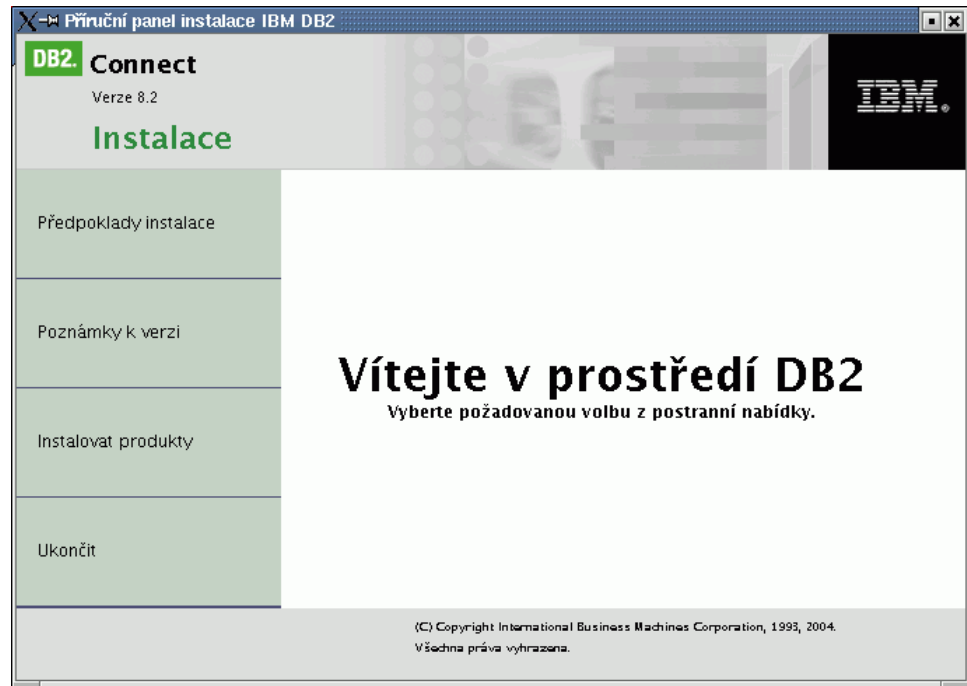 Příruční panel instalace IBM DB2
DB2. Connect
Verze 8.2
Instalace
IBM.
Předpoklady instalace
Poznámky k verzi
Instalovat produkty
Ukončit
Vítejte v prostředí DB2
Vyberte požadovanou volbu z postranní nabídky.
(C) Copyright International Business Machines Corporation, 1993, 2004.
Všechna práva vyhrazena.